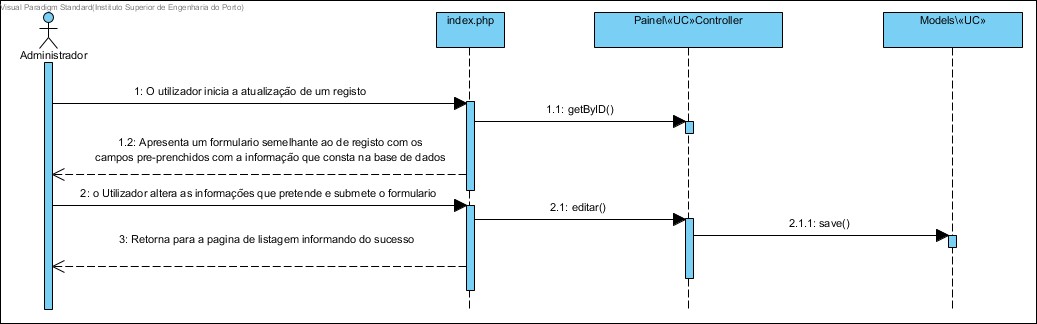 Visual Paradigm Standard(Instituto Superior de Engenharia do Porto)
index.php
Painel\«UC»Controller
Models\«UC»
Administrador
1: O utilizador inicia a atualização de um registo
1.1: getByID()
1.2: Apresenta um formulario semelhante ao de registo com os
campos pre-prenchidos com a informação que consta na base de dados
2: o Utilizador altera as informações que pretende e submete o formulario
2.1: editar()
2.1.1: save()
3: Retorna para a pagina de listagem informando do sucesso